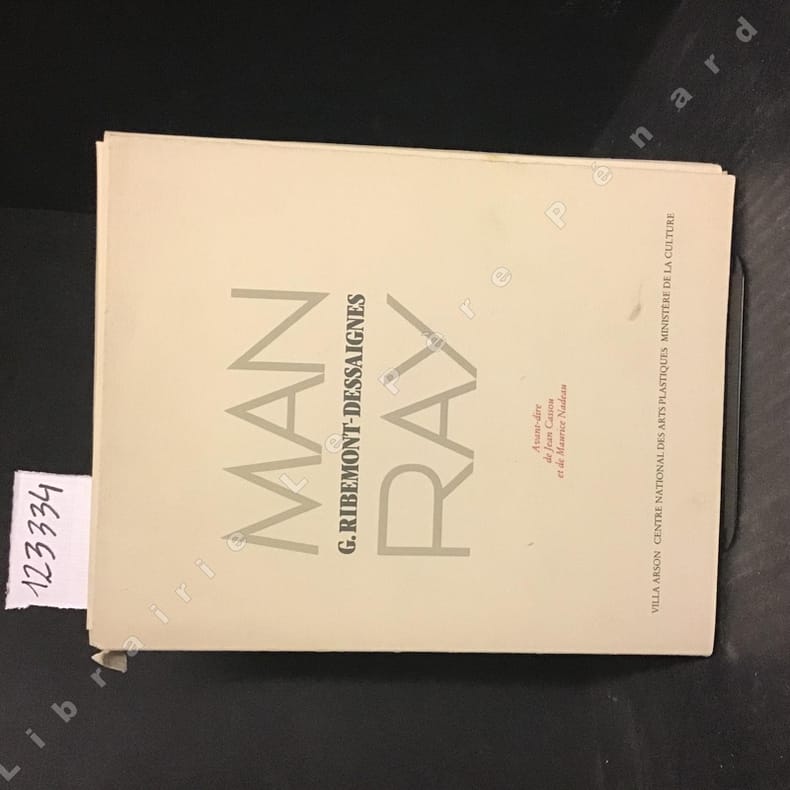 MAN
G. RIBEMONT-DESSAIGNES
RAY
Avant-dire
de Jean Cassou
et de Maurice Nadeau
VILLA ARSON CENTRE NATIONAL DES ARTS PLASTIQUES MINISTÈRE DE LA CULTURE
123334
Librairie Le Père Pénard